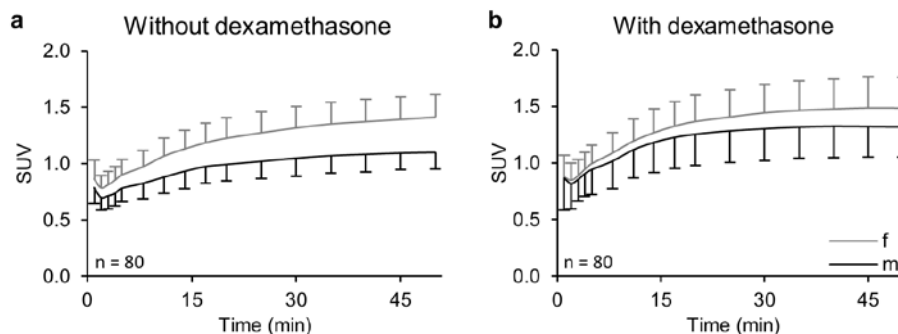 a
Without dexamethasone
2.0
1.5
1.0
0.5
0.0
SUV
n = 80
0
15
30
45
Time (min)
b
With dexamethasone
2.0
1.5
1.0
0.5
0.0
SUV
n = 80
f
m
0
15
30
45
Time (min)